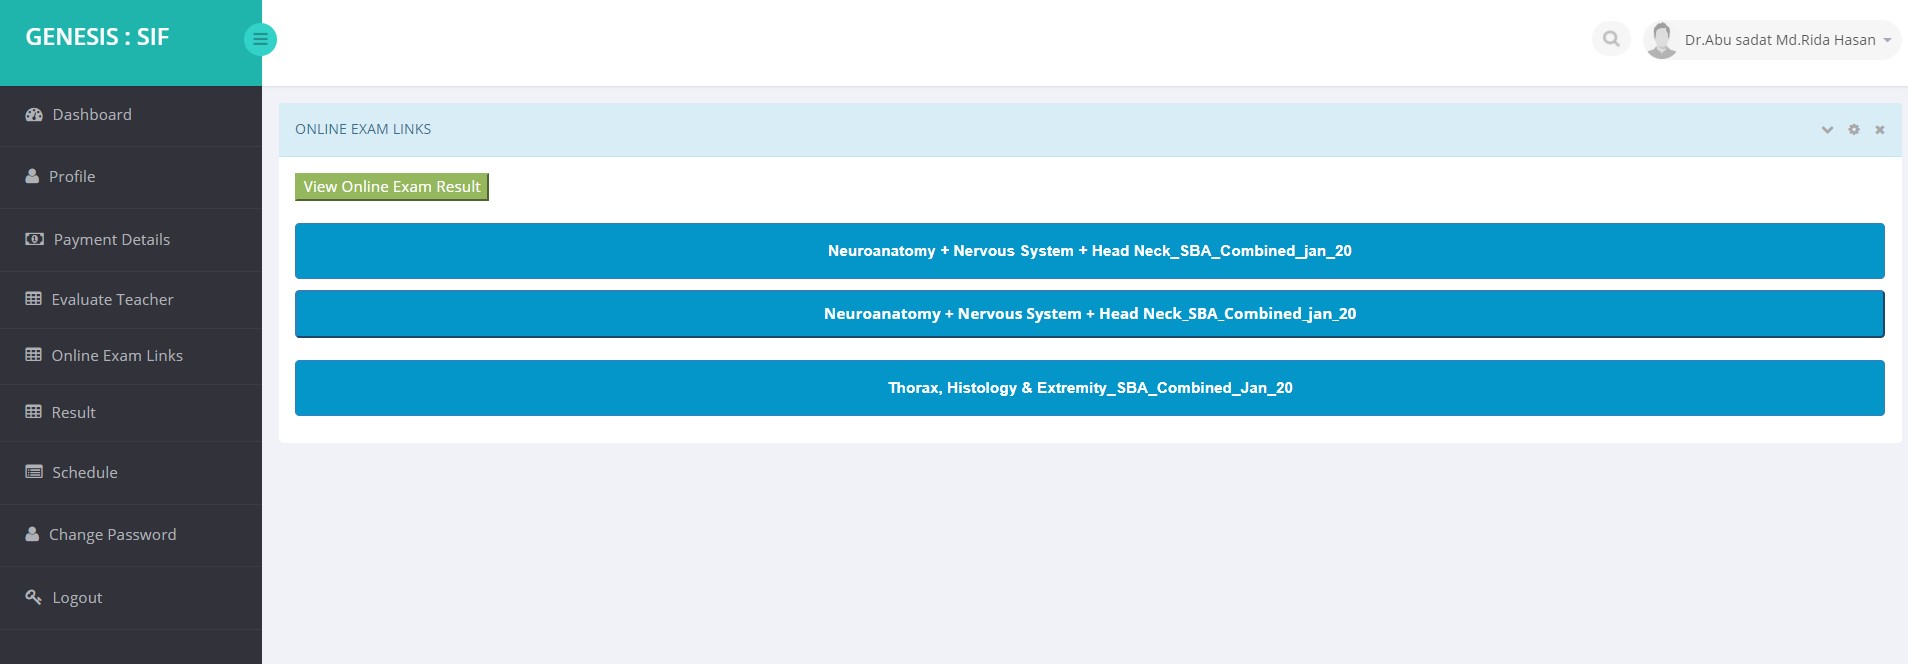 GENESIS : SIF
Dr.Abu sadat Md.Rida Hasan
Dashboard
Profile
Payment Details
Evaluate Teacher
Online Exam Links
Result
Schedule
Change Password
Logout
ONLINE EXAM LINKS
View Online Exam Result
Neuroanatomy + Nervous System + Head Neck_SBA_Combined_jan_20
Neuroanatomy + Nervous System + Head Neck_SBA_Combined_jan_20
Thorax, Histology & Extremity_SBA_Combined_Jan_20